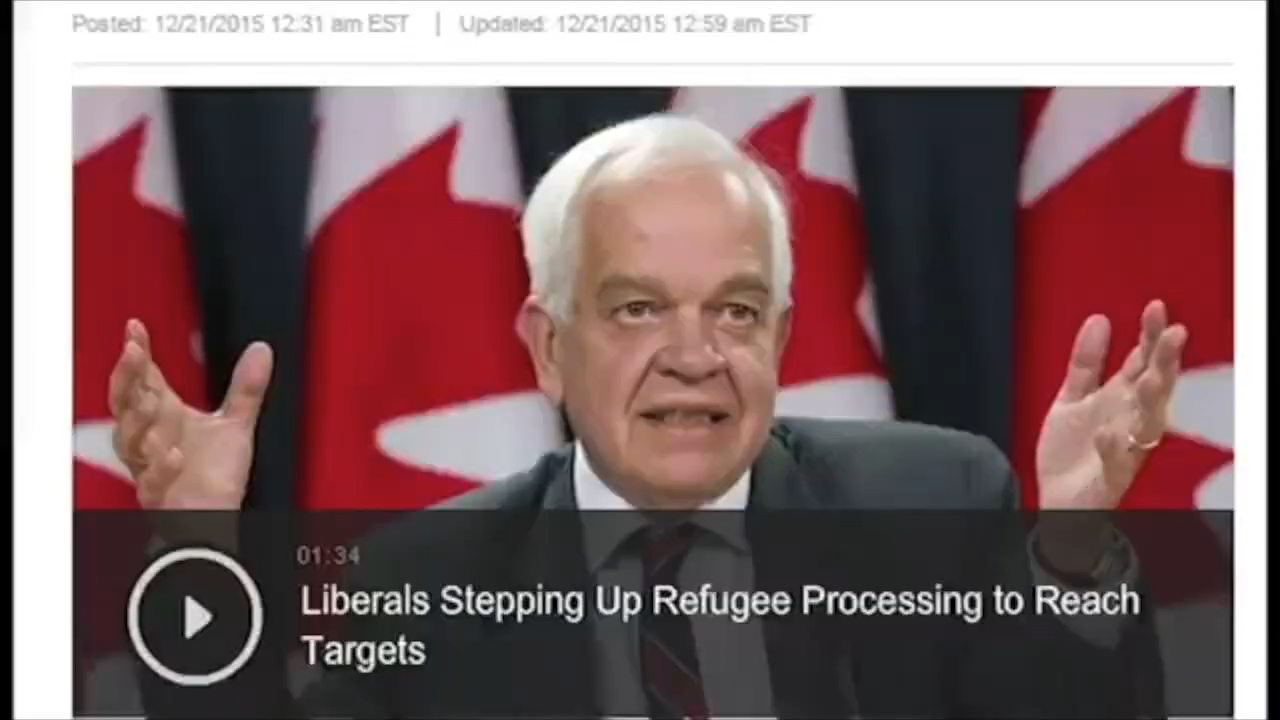 Posted: 12/21/2015 12:31 am EST | Updated: 12/21/2015 12:59 am EST
01:34
Liberals Stepping Up Refugee Processing to Reach
Targets